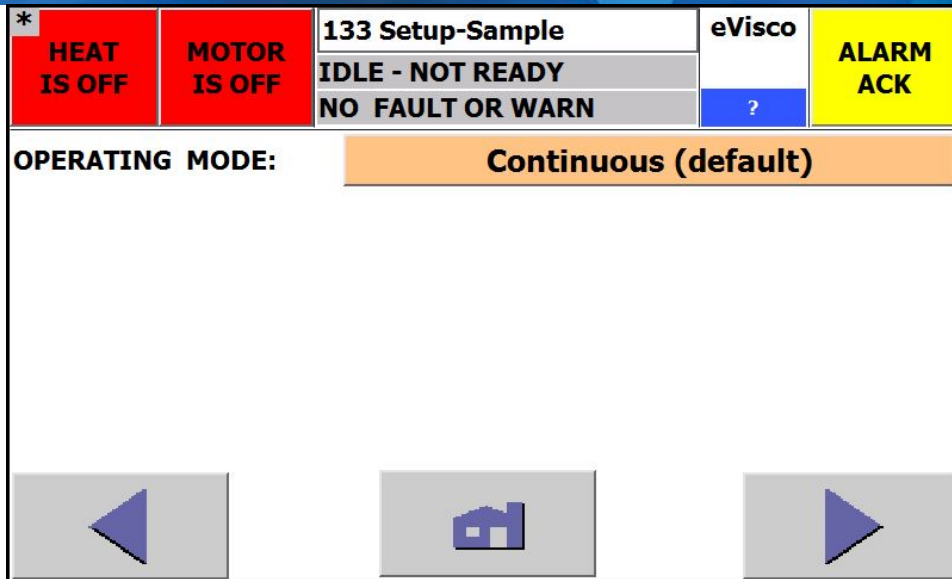 *
HEAT
IS OFF
MOTOR
IS OFF
133 Setup-Sample
IDLE - NOT READY
NO FAULT OR WARN
eVisco
?
ALARM
ACK
OPERATING MODE:
Continuous (default)